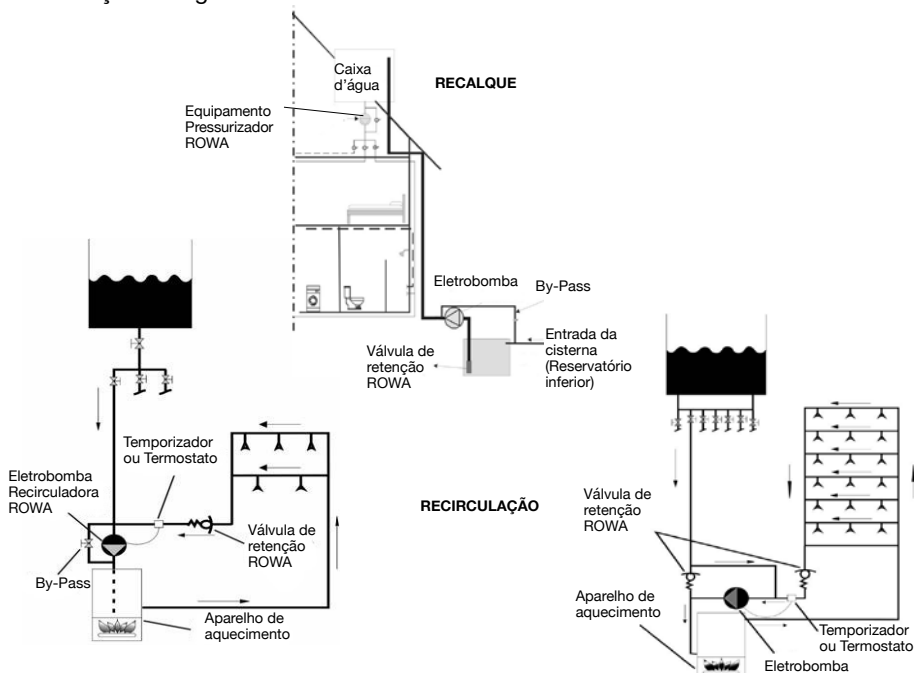 Caixa
d'água
RECALQUE
Equipamento
Pressurizador
ROWA
Eletrobomba
By-Pass
Válvula de
retenção
ROWA
Entrada da
cisterna
(Reservatório
inferior)
Temporizador
ou Termostato
Eletrobomba
Recirculadora
ROWA
RECIRCULAÇÃO
Válvula de
retenção
ROWA
By-Pass
Aparelho de
aquecimento
Válvula de
retenção
ROWA
Aparelho de
aquecimento
Temporizador
ou Termostato
Eletrobomba